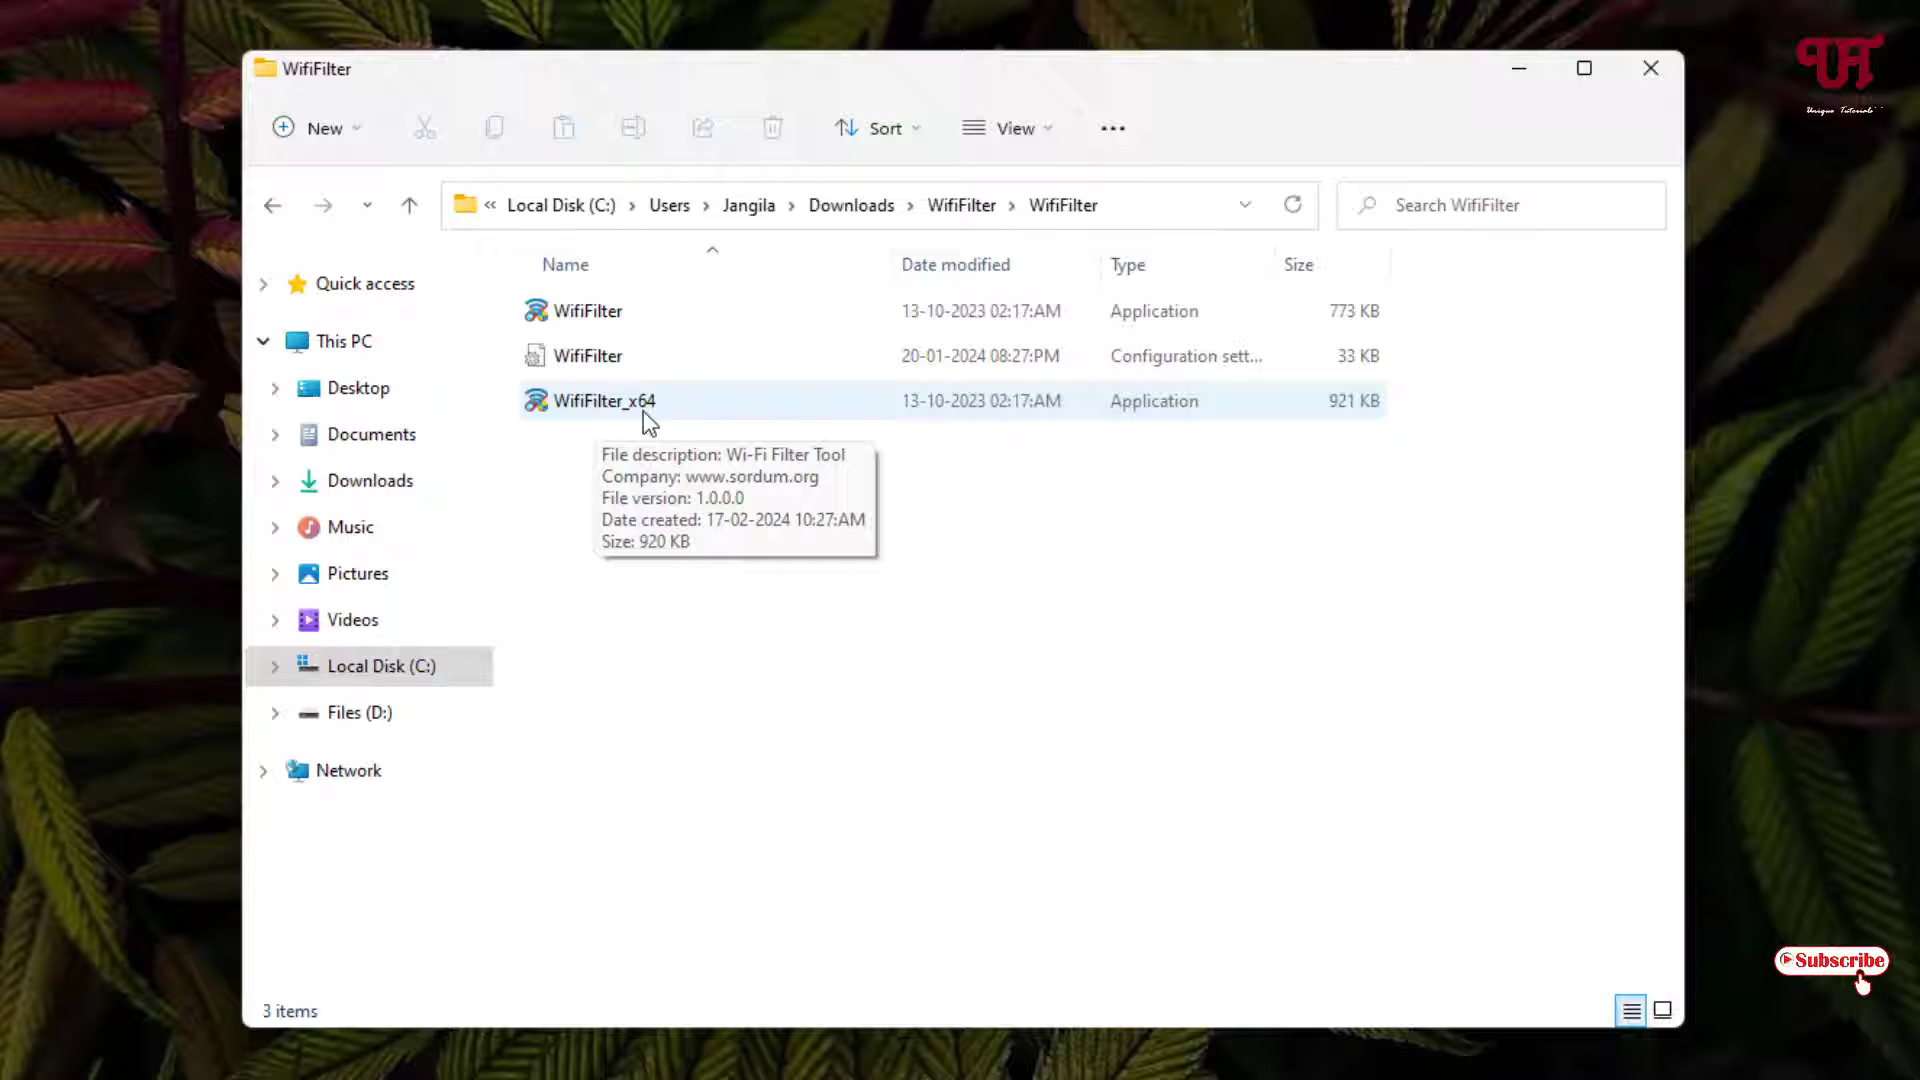 WifiFilter
New
Sort
View
« Local Disk (C:) › Users › Jangila › Downloads › WifiFilter › WifiFilter
Search WifiFilter
Name Date modified Type Size
WifiFilter 13-10-2023 02:17:AM Application 773 KB
WifiFilter 20-01-2024 08:27:PM Configuration sett... 33 KB
WifiFilter_x64 13-10-2023 02:17:AM Application 921 KB
File description: Wi-Fi Filter Tool
Company: www.sordum.org
File version: 1.0.0.0
Date created: 17-02-2024 10:27:AM
Size: 920 KB
Quick access
This PC
Desktop
Documents
Downloads
Music
Pictures
Videos
Local Disk (C:)
Files (D:)
Network
3 items
UT
Unique Tutorials
Subscribe